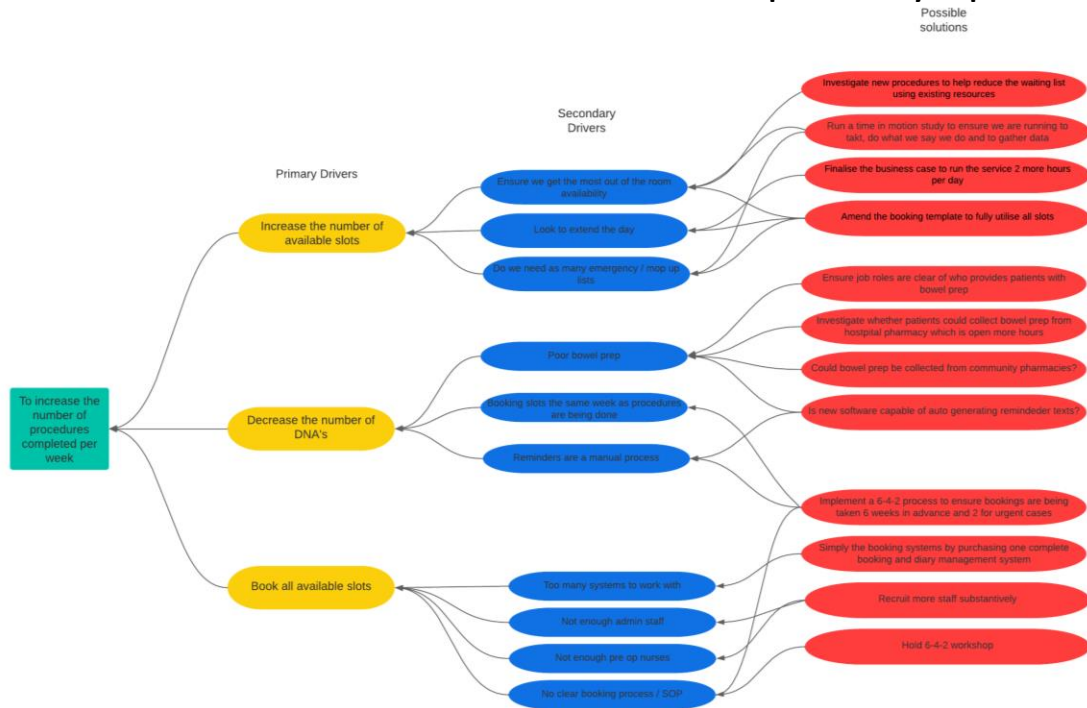 Possible
solutions
Secondary
Drivers
Primary Drivers
To increase the
number of
procedures
completed per
week
Increase the number of
available slots
Decrease the number of
DNA's
Book all available slots
Ensure we get the most out of the room
availability
Look to extend the day
Do we need as many emergency / mop up
lists
Poor bowel prep
Booking slots the same week as procedures
are being done
Reminders are a manual process
Too many systems to work with
Not enough admin staff
Not enough pre op nurses
No clear booking process / SOP
Investigate new procedures to help reduce the waiting list
using existing resources
Run a time in motion study to ensure we are running to
takt, do what we say we do and to gather data
Finalise the business case to run the service 2 more hours
per day
Amend the booking template to fully utilise all slots
Ensure job roles are clear of who provides patients with
bowel prep
Investigate whether patients could collect bowel prep from
hostpital pharmacy which is open more hours
Could bowel prep be collected from community pharmacies?
Is new software capable of auto generating remindeder texts?
Implement a 6-4-2 process to ensure bookings are being
taken 6 weeks in advance and 2 for urgent cases
Simply the booking systems by purchasing one complete
booking and diary management system
Recruit more staff substantively
Hold 6-4-2 workshop